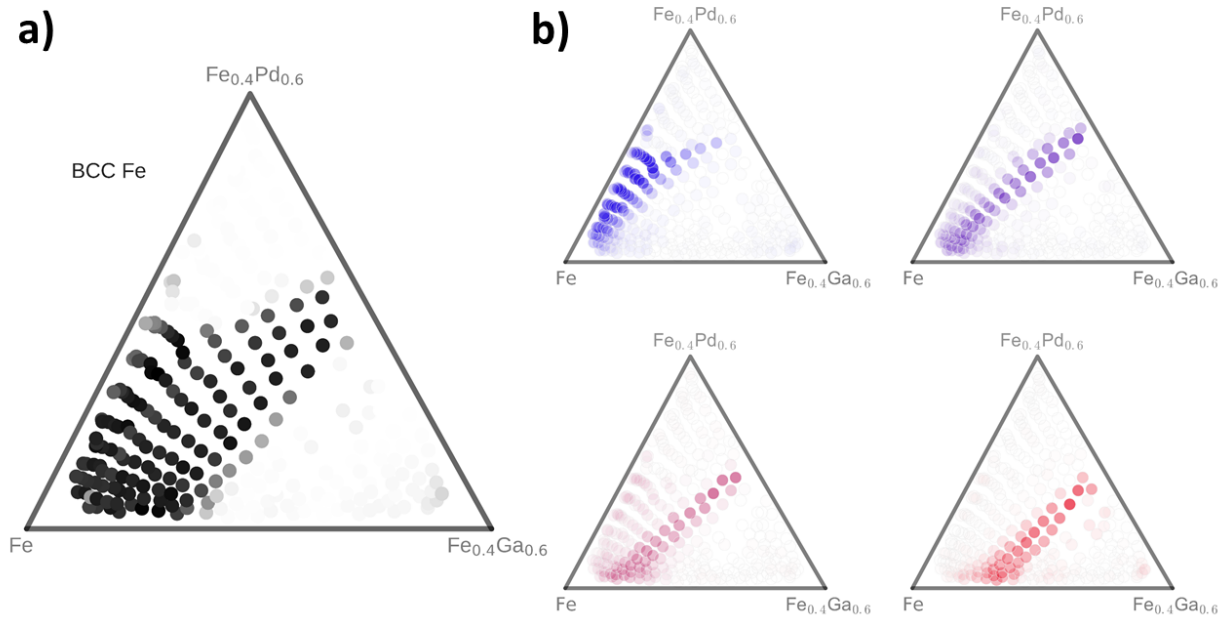 a)
Fe₀.₄Pd₀.₆
BCC Fe
Fe
Fe₀.₄Ga₀.₆
b)
Fe₀.₄Pd₀.₆
Fe
Fe₀.₄Ga₀.₆
Fe₀.₄Pd₀.₆
Fe
Fe₀.₄Ga₀.₆
Fe₀.₄Pd₀.₆
Fe
Fe₀.₄Ga₀.₆
Fe₀.₄Pd₀.₆
Fe
Fe₀.₄Ga₀.₆